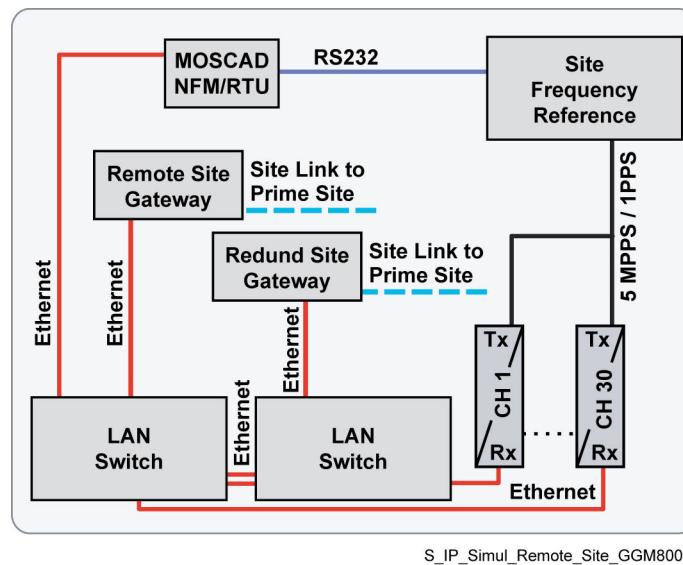 MOSCAD
NFM/RTU
RS232
Site
Frequency
Reference
Remote Site
Gateway
Site Link to
Prime Site
Redund Site
Gateway
Site Link to
Prime Site
5 MPPS / 1PPS
Ethernet
Ethernet
Ethernet
Ethernet
Tx
CH 1
Rx
Tx
CH 30
Rx
LAN
Switch
LAN
Switch
Ethernet
S_IP_Simul_Remote_Site_GGM800